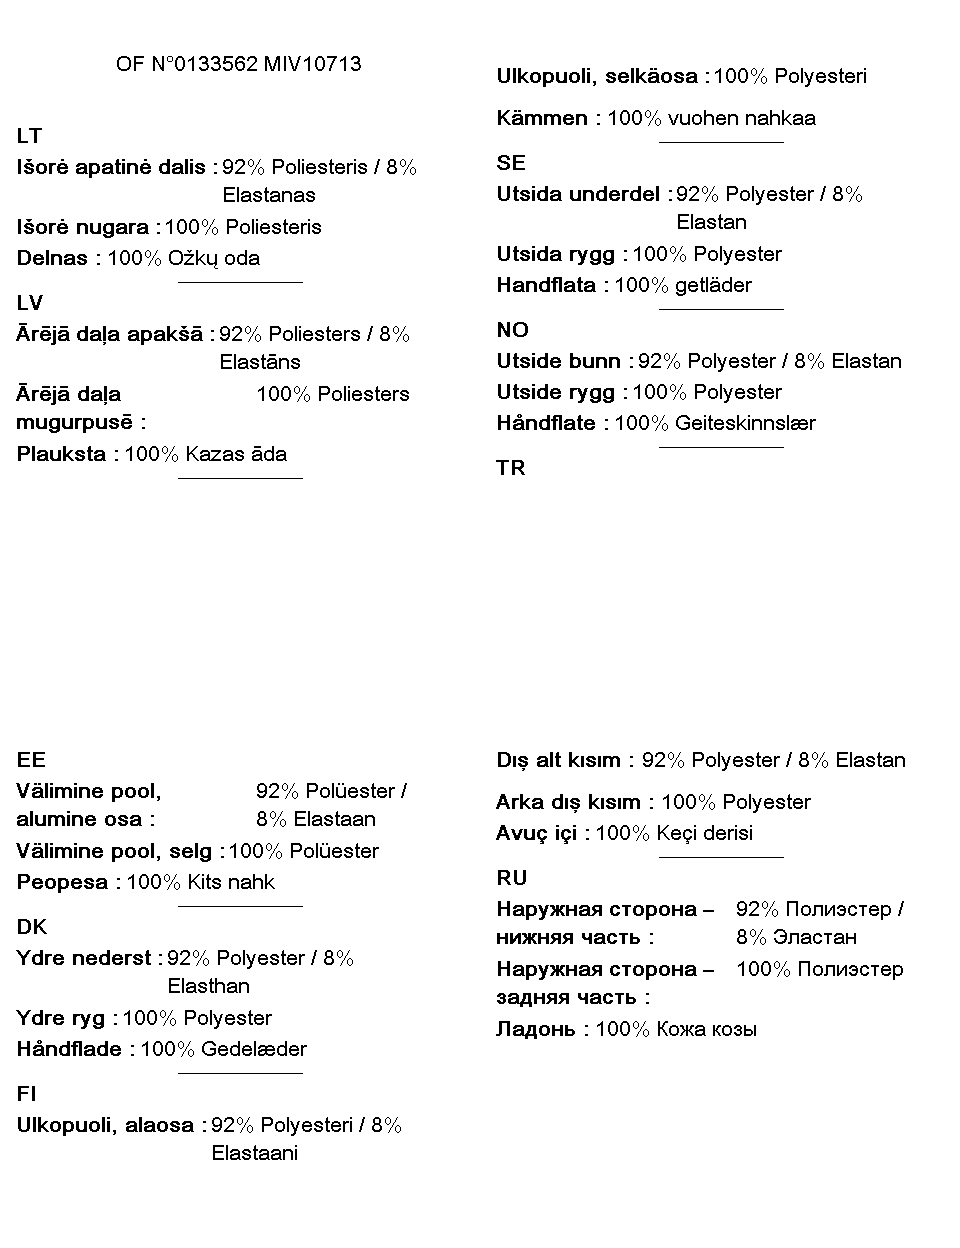 OF N°0133562 MIV10713
LT
Išorė apatinė dalis : 92% Poliesteris / 8%
Elastanas
Išorė nugara : 100% Poliesteris
Delnas : 100% Ožkų oda
LV
Ārējā daļa apakšā : 92% Poliesters / 8%
Elastāns
Ārējā daļa 100% Poliesters
mugurpusē :
Plauksta : 100% Kazas āda
EE
Välimine pool, 92% Polüester /
alumine osa : 8% Elastaan
Välimine pool, selg : 100% Polüester
Peopesa : 100% Kits nahk
DK
Ydre nederst : 92% Polyester / 8%
Elasthan
Ydre ryg : 100% Polyester
Håndflade : 100% Gedelæder
FI
Ulkopuoli, alaosa : 92% Polyesteri / 8%
Elastaani
Ulkopuoli, selkäosa : 100% Polyesteri
Kämmen : 100% vuohen nahkaa
SE
Utsida underdel : 92% Polyester / 8%
Elastan
Utsida rygg : 100% Polyester
Handflata : 100% getläder
NO
Utside bunn : 92% Polyester / 8% Elastan
Utside rygg : 100% Polyester
Håndflate : 100% Geiteskinnslær
TR
Dış alt kısım : 92% Polyester / 8% Elastan
Arka dış kısım : 100% Polyester
Avuç içi : 100% Keçi derisi
RU
Наружная сторона – 92% Полиэстер /
нижняя часть : 8% Эластан
Наружная сторона – 100% Полиэстер
задняя часть :
Ладонь : 100% Кожа козы